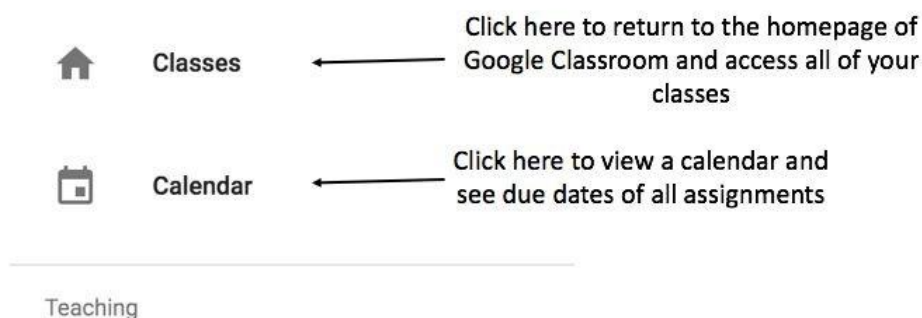 Classes
Click here to return to the homepage of
Google Classroom and access all of your
classes
Calendar
Click here to view a calendar and
see due dates of all assignments
Teaching